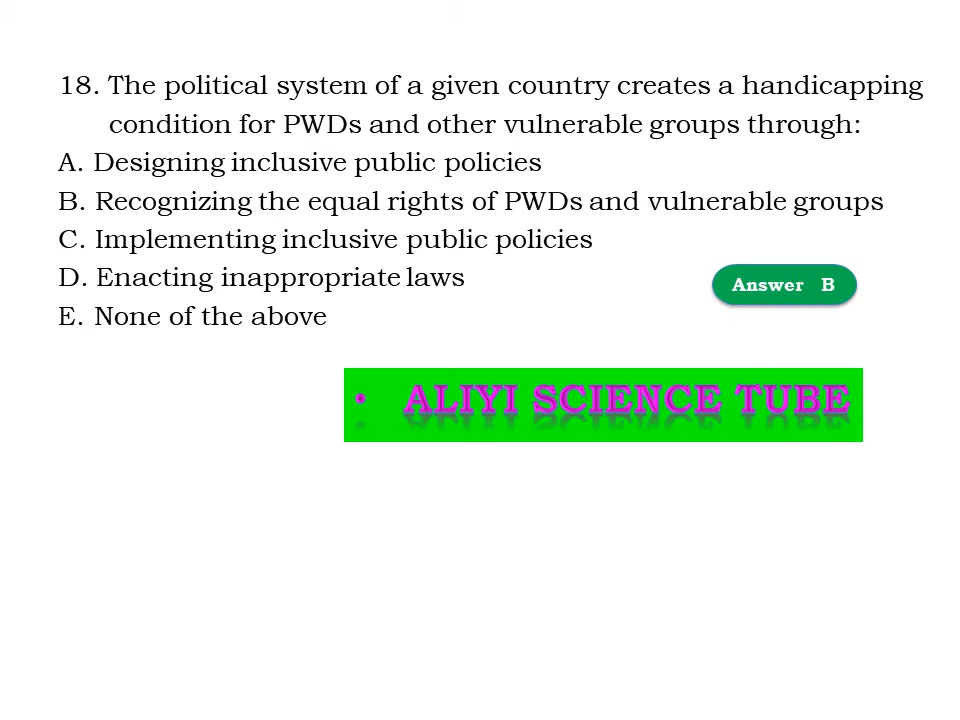 18. The political system of a given country creates a handicapping
condition for PWDs and other vulnerable groups through:
A. Designing inclusive public policies
B. Recognizing the equal rights of PWDs and vulnerable groups
C. Implementing inclusive public policies
D. Enacting inappropriate laws
Answer B
E. None of the above
• ALIYI SCIENCE TUBE